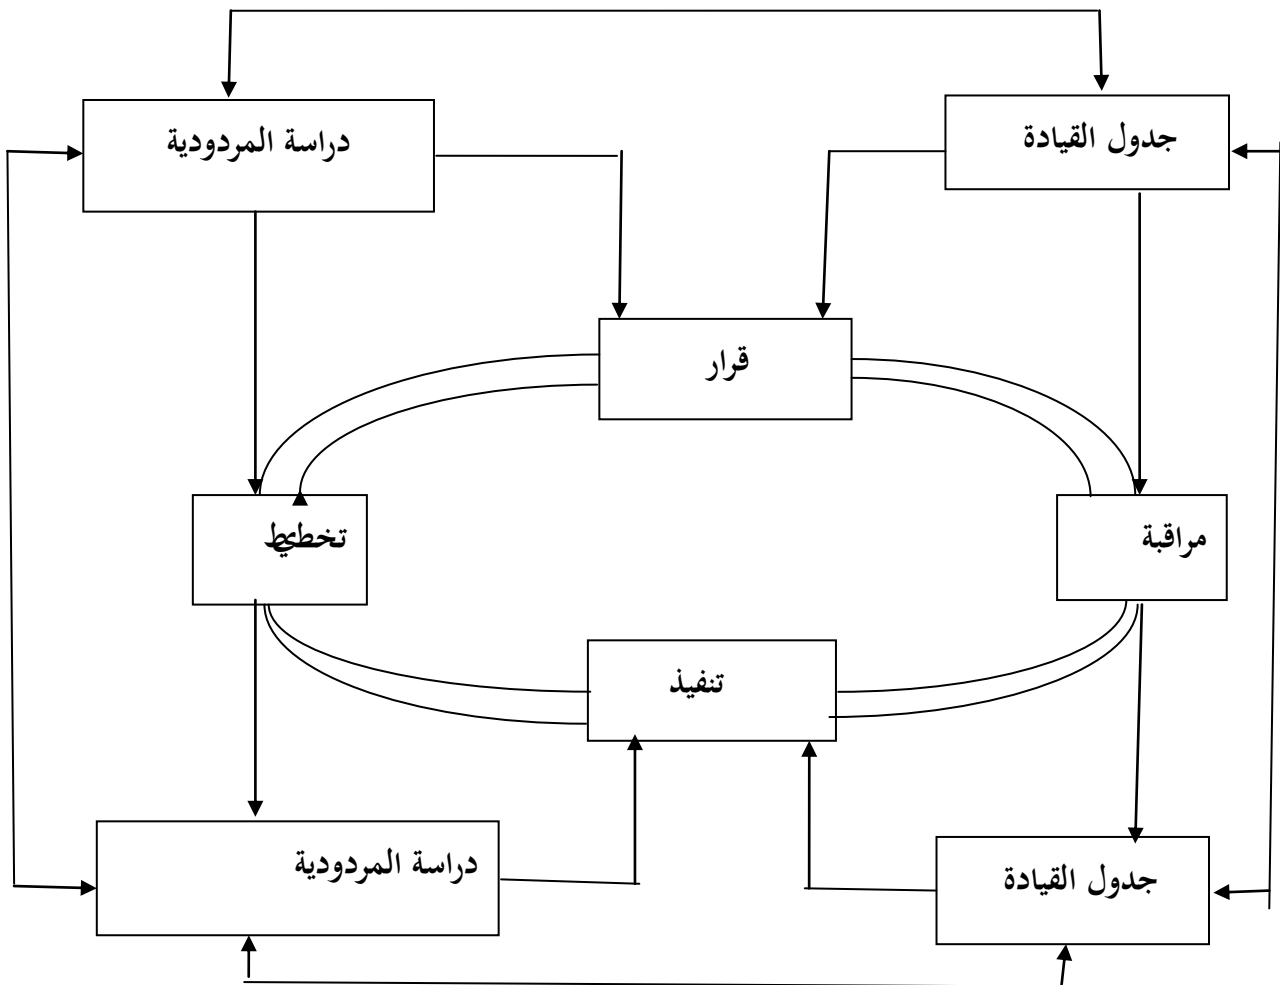 جدول القيادة
دراسة المردودية
قرار
مراقبة
تخطيط
تنفيذ
جدول القيادة
دراسة المردودية